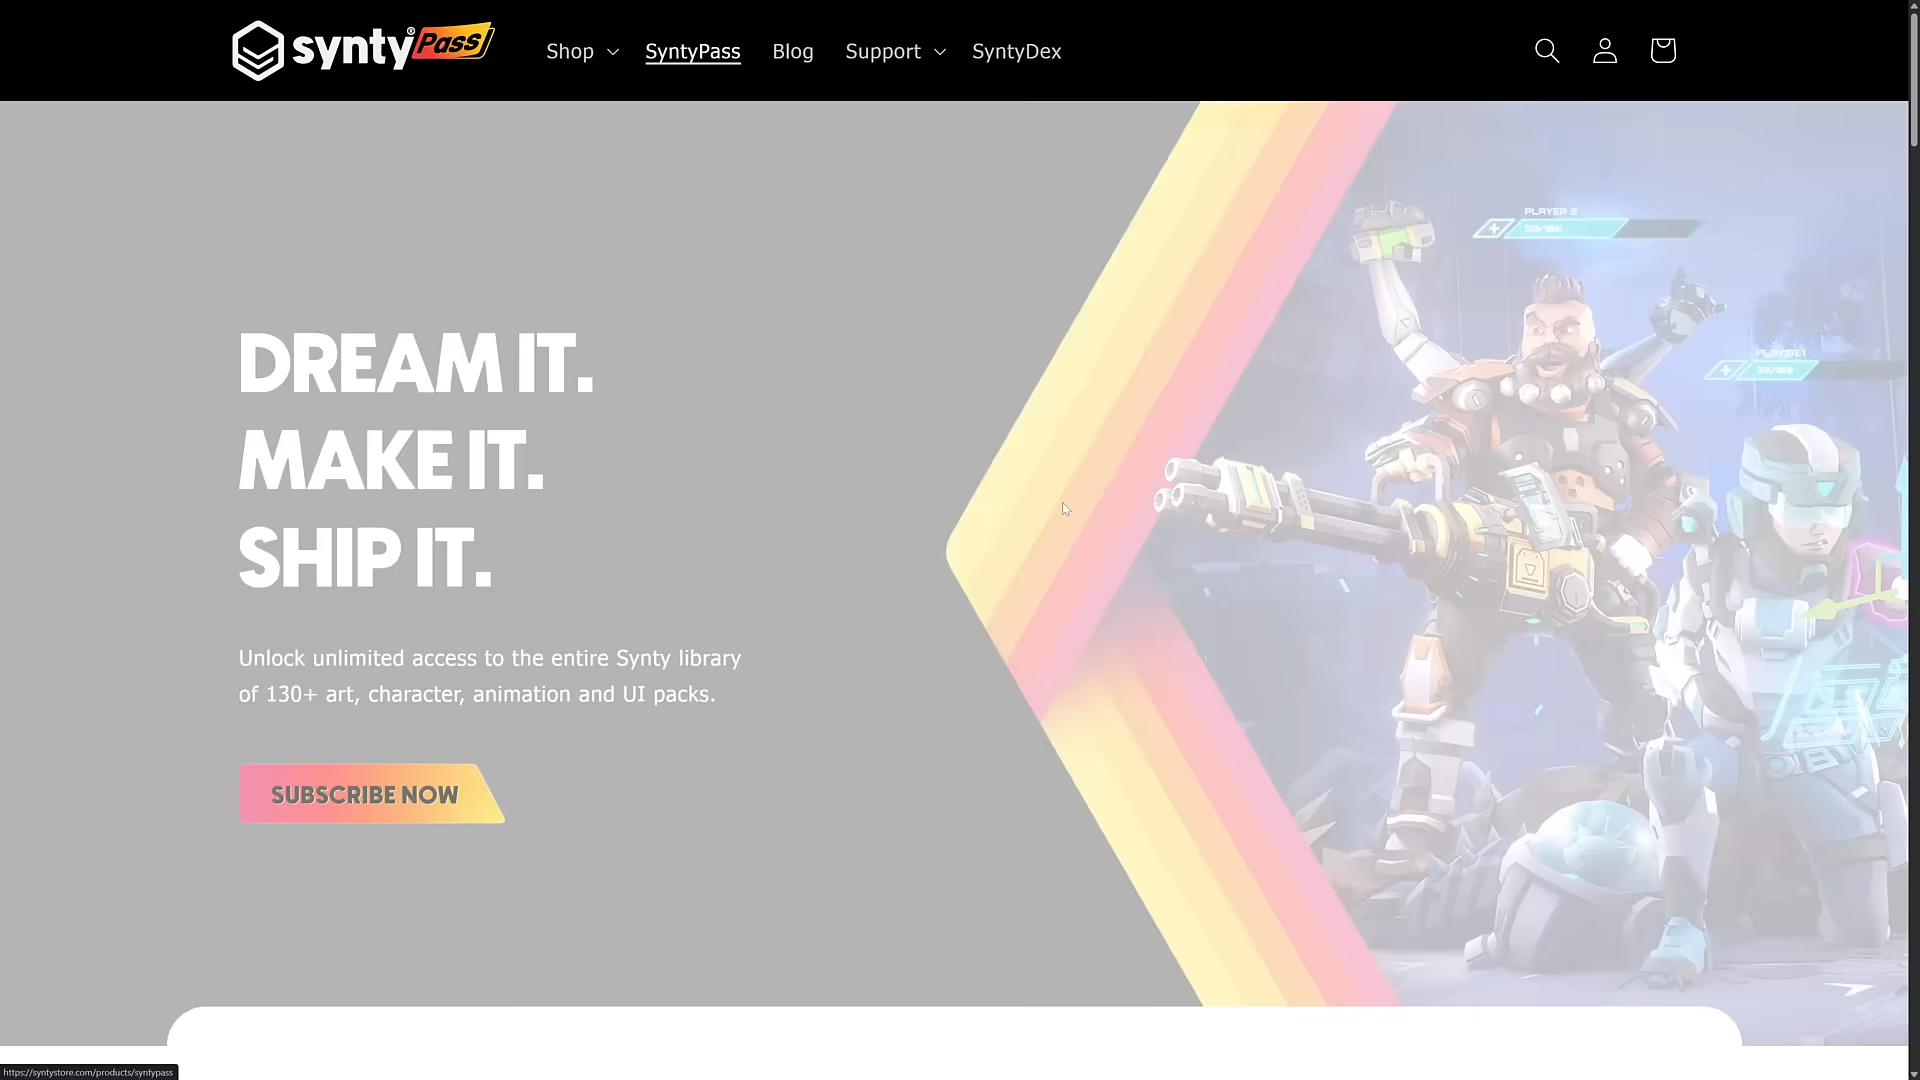 synty® Pass
Shop
SyntyPass
Blog
Support
SyntyDex
PLAYER 2
PLAYER 1
DREAM IT.
MAKE IT.
SHIP IT.
Unlock unlimited access to the entire Synty library
of 130+ art, character, animation and UI packs.
SUBSCRIBE NOW
https://syntystore.com/products/syntypass